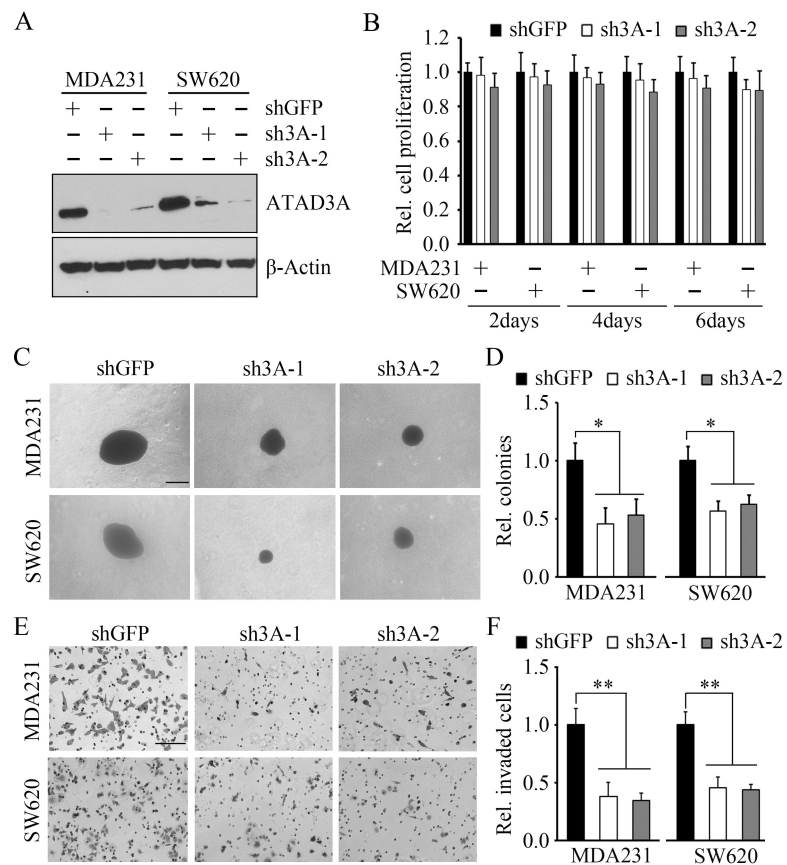 A
MDA231 SW620
+ – – + – – shGFP
– + – – + – sh3A-1
– – + – – + sh3A-2
ATAD3A
β-Actin
B
shGFP sh3A-1 sh3A-2
Rel. cell proliferation
1.2
1.0
0.8
0.6
0.4
0.2
0.0
MDA231 + – + – + –
SW620 – + – + – +
2days 4days 6days
C
shGFP sh3A-1 sh3A-2
MDA231
SW620
D
shGFP sh3A-1 sh3A-2
Rel. colonies
1.5
1.0
0.5
0.0
* *
MDA231 SW620
E
shGFP sh3A-1 sh3A-2
MDA231
SW620
F
shGFP sh3A-1 sh3A-2
Rel. invaded cells
1.5
1.0
0.5
0.0
** **
MDA231 SW620